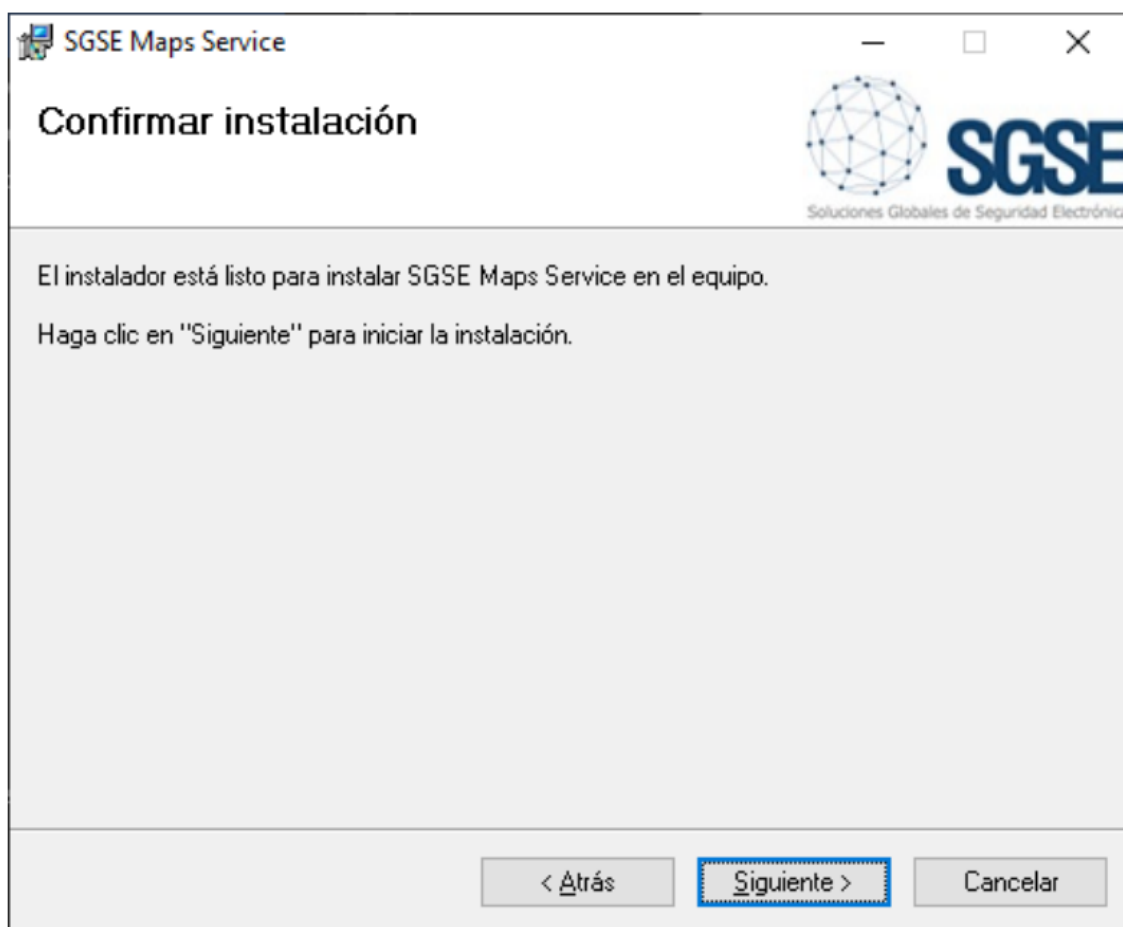 SGSE Maps Service
Confirmar instalación
SGSE
Soluciones Globales de Seguridad Electrónica
El instalador está listo para instalar SGSE Maps Service en el equipo.
Haga clic en "Siguiente" para iniciar la instalación.
< Atrás
Siguiente >
Cancelar